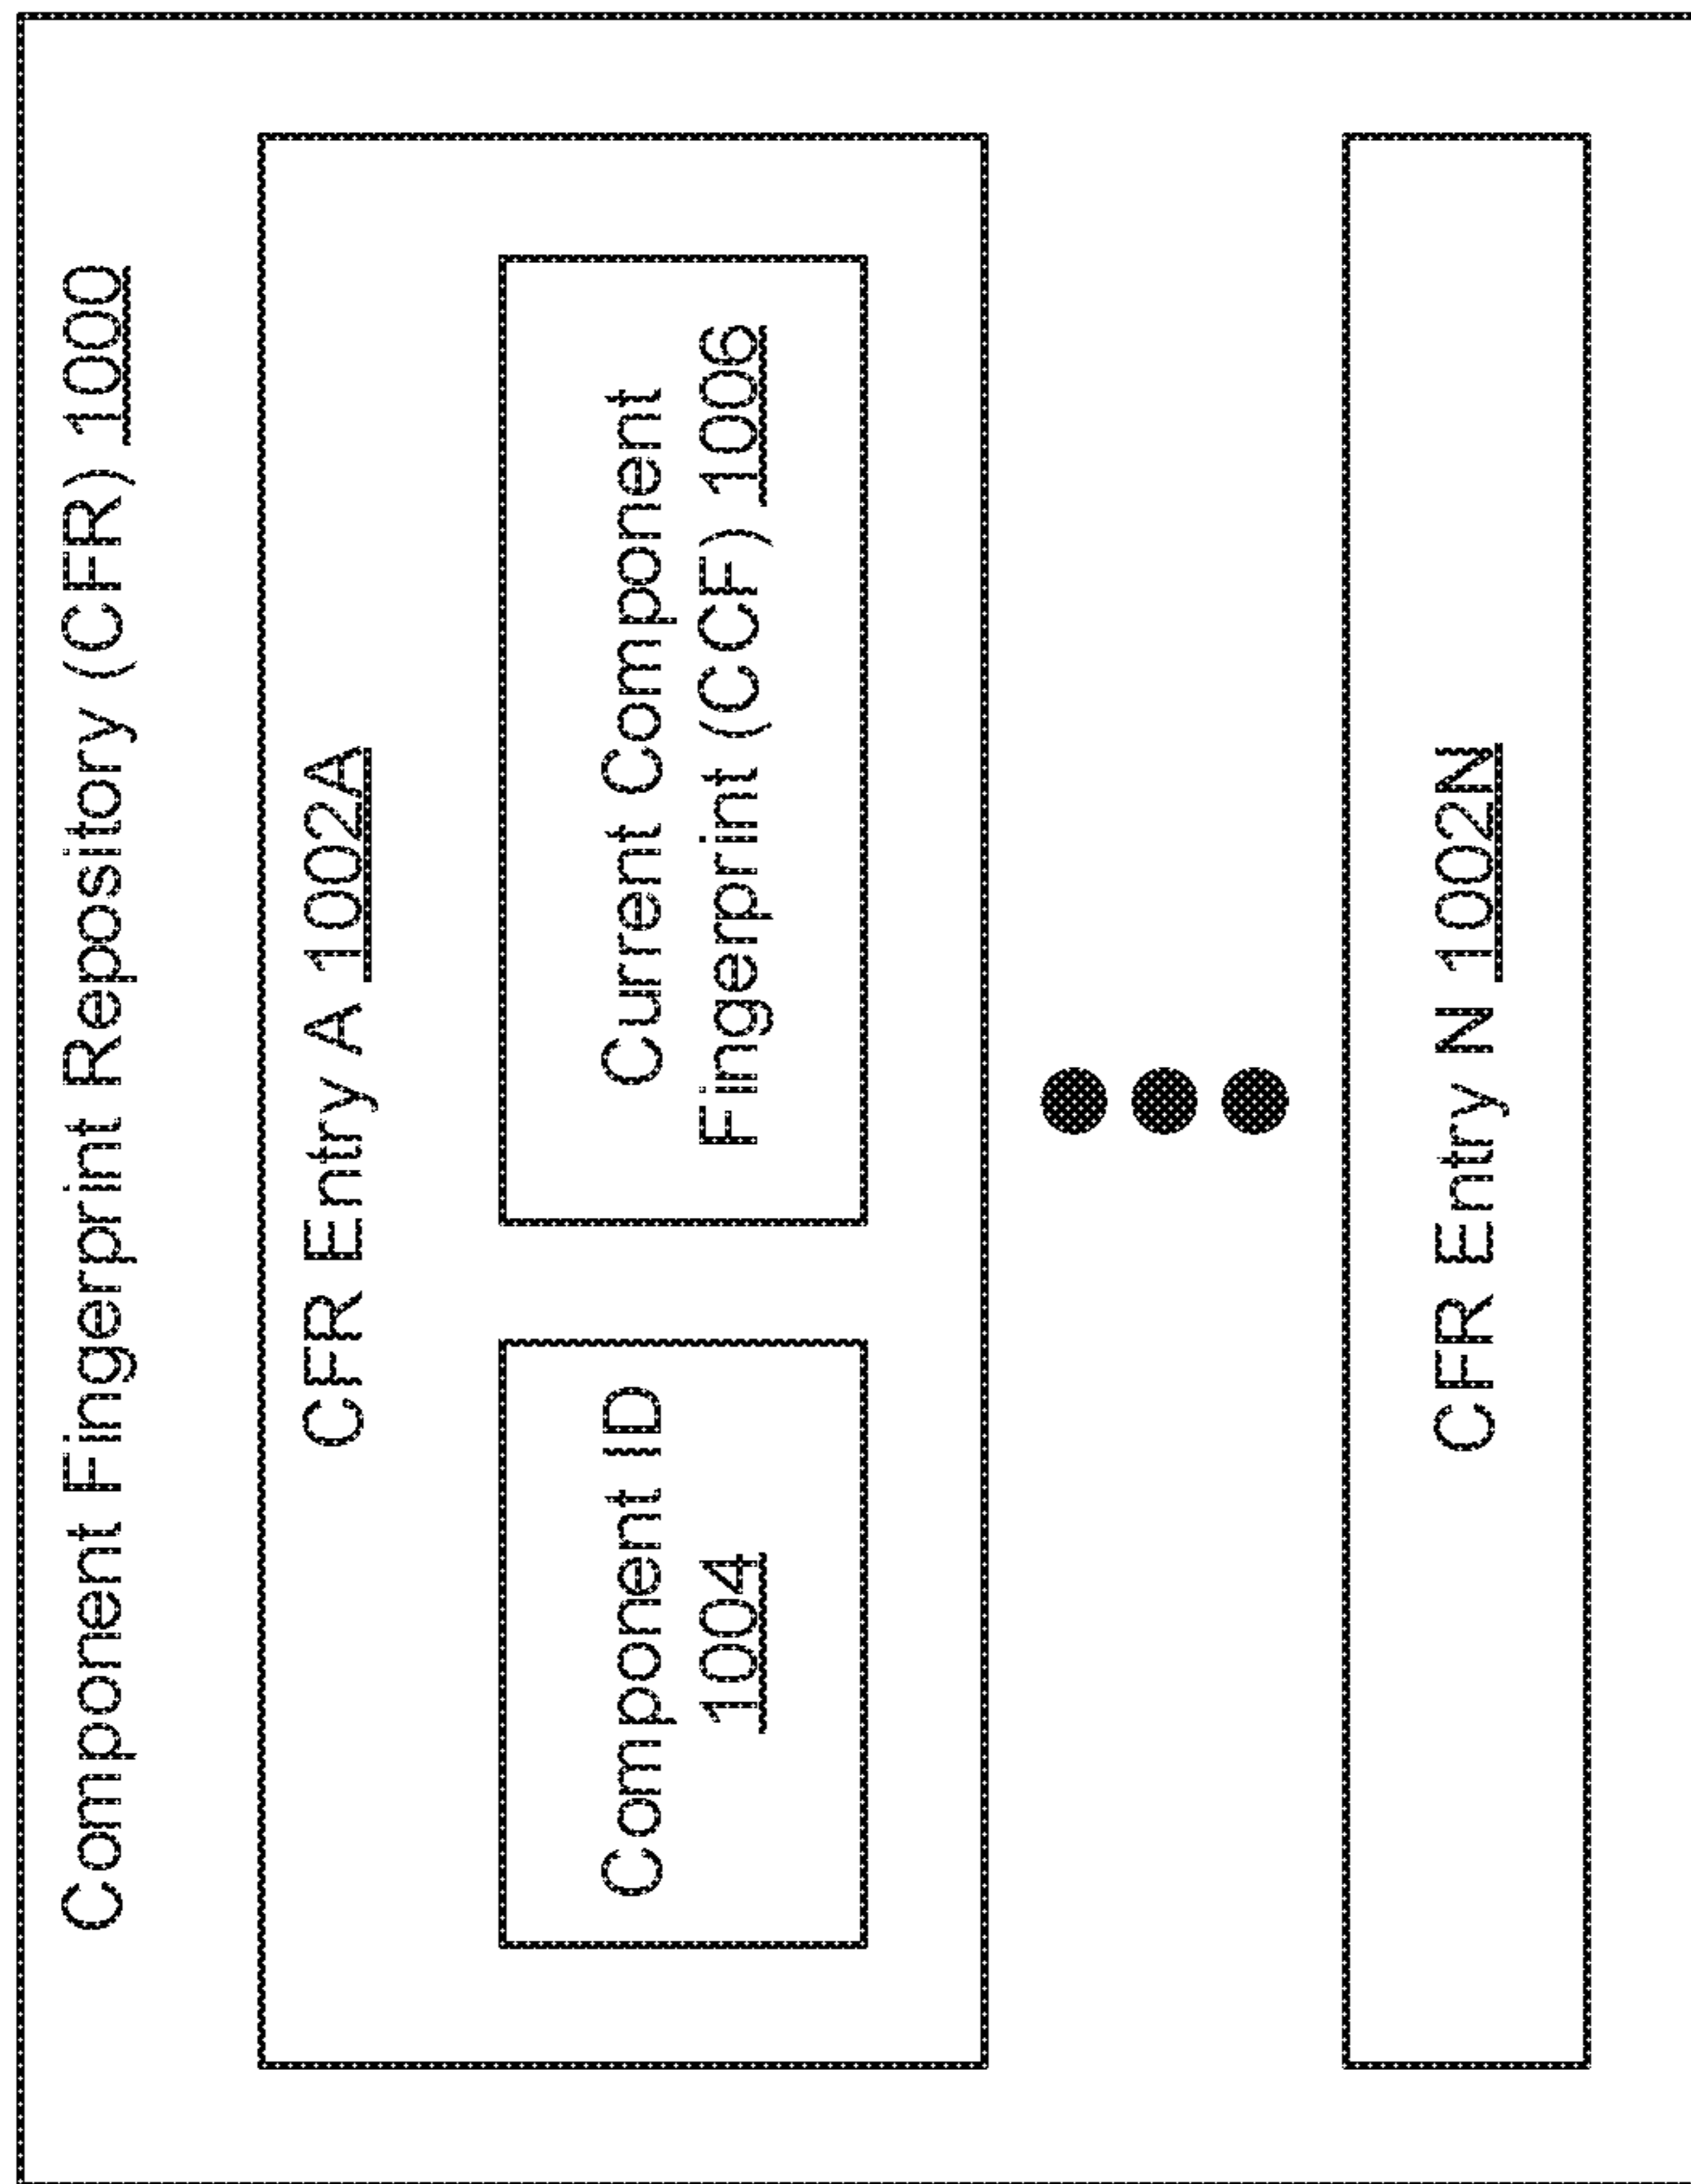 Component Fingerprint Repository (CFR) 1000
CFR Entry A 1002A
Component ID
1004
Current Component
Fingerprint (CCF) 1006
CFR Entry N 1002N